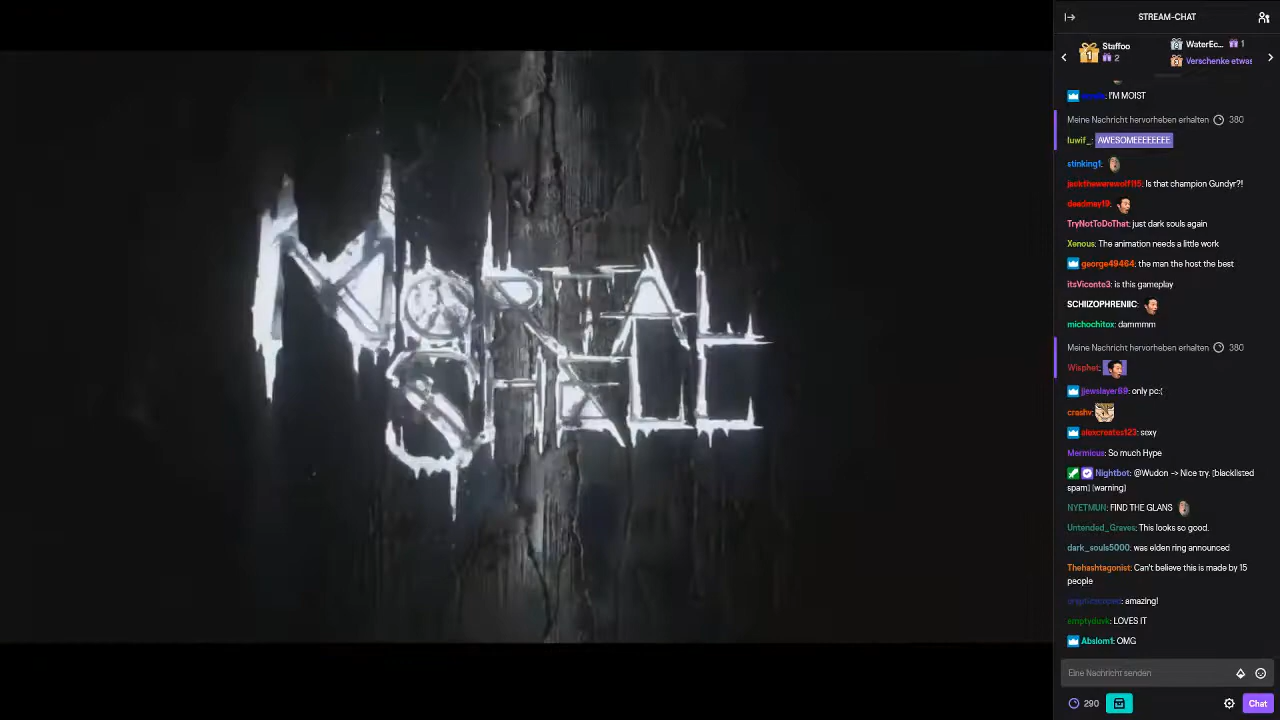 MORTAL
SHELL
STREAM-CHAT
Staffoo
2
WaterEc... 1
Verschenke etwas
: I'M MOIST
Meine Nachricht hervorheben erhalten 380
luwif_: AWESOMEEEEEEEE
stinking1:
jackthewerewolf115: Is that champion Gundyr?!
deadmay19:
TryNotToDoThat: just dark souls again
Xenous: The animation needs a little work
george49464: the man the host the best
itsVicente3: is this gameplay
SCHIIZOPHRENIIC:
michochitox: dammmm
Meine Nachricht hervorheben erhalten 380
Wisphet:
jjewslayer69: only pc:(
crashv:
alexcreates123: sexy
Mermicus: So much Hype
Nightbot: @Wudon -> Nice try. [blacklisted
spam] [warning]
NYETMUN: FIND THE GLANS
Untended_Graves: This looks so good.
dark_souls5000: was elden ring announced
Thehashtagonist: Can't believe this is made by 15
people
: amazing!
emptyduvk: LOVES IT
Abslom1: OMG
Eine Nachricht senden
290
Chat